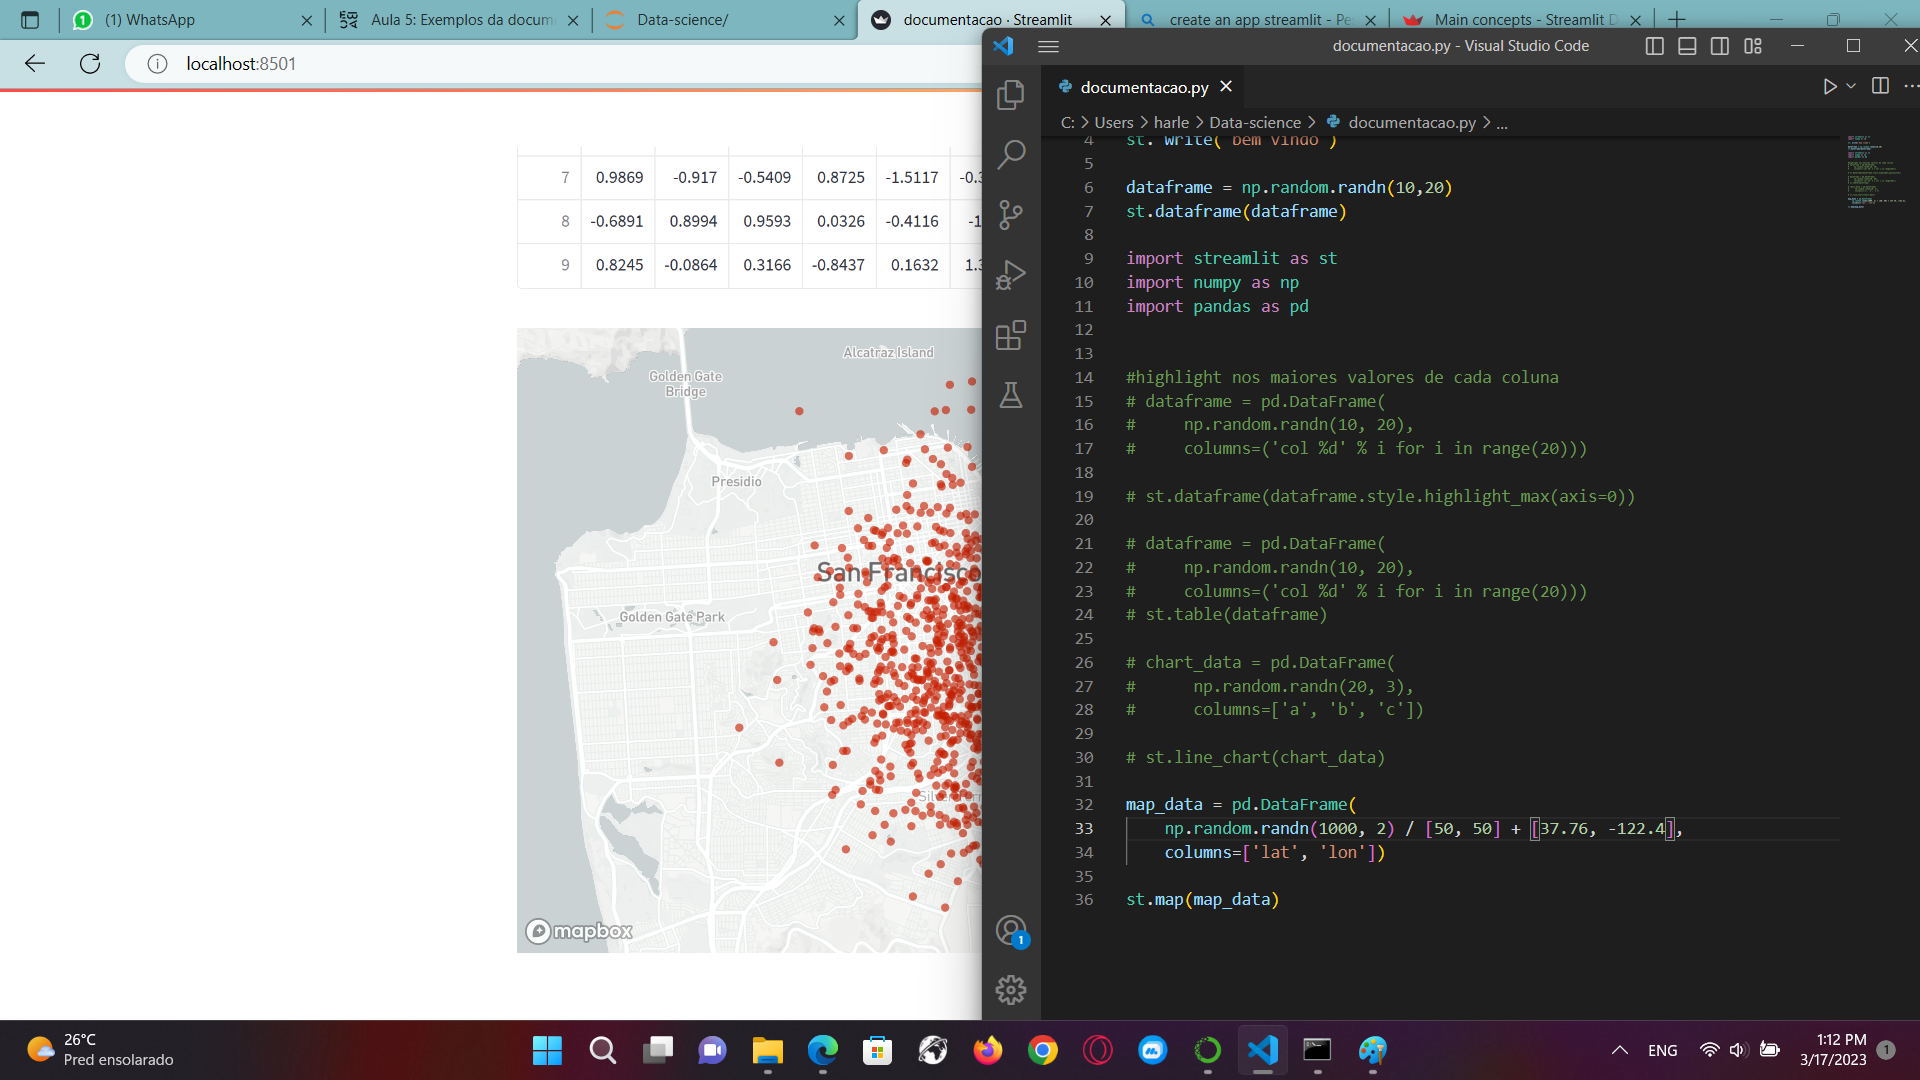 (1) WhatsApp
Aula 5: Exemplos da docum
Data-science/
documentacao · Streamlit
create an app streamlit - Pe
Main concepts - Streamlit D
localhost:8501
documentacao.py - Visual Studio Code
documentacao.py
C: > Users > harle > Data-science > documentacao.py > ...
7 0.9869 -0.917 -0.5409 0.8725 -1.5117 -0.3
8 -0.6891 0.8994 0.9593 0.0326 -0.4116 -1
9 0.8245 -0.0864 0.3166 -0.8437 0.1632 1.3
Alcatraz Island
Golden Gate
Bridge
Presidio
San Francisco
Golden Gate Park
mapbox
4 st. write( bem vindo )
5
6 dataframe = np.random.randn(10,20)
7 st.dataframe(dataframe)
8
9 import streamlit as st
10 import numpy as np
11 import pandas as pd
12
13
14 #highlight nos maiores valores de cada coluna
15 # dataframe = pd.DataFrame(
16 #     np.random.randn(10, 20),
17 #     columns=('col %d' % i for i in range(20)))
18
19 # st.dataframe(dataframe.style.highlight_max(axis=0))
20
21 # dataframe = pd.DataFrame(
22 #     np.random.randn(10, 20),
23 #     columns=('col %d' % i for i in range(20)))
24 # st.table(dataframe)
25
26 # chart_data = pd.DataFrame(
27 #      np.random.randn(20, 3),
28 #      columns=['a', 'b', 'c'])
29
30 # st.line_chart(chart_data)
31
32 map_data = pd.DataFrame(
33     np.random.randn(1000, 2) / [50, 50] + [37.76, -122.4],
34     columns=['lat', 'lon'])
35
36 st.map(map_data)
1
26°C
Pred ensolarado
ENG
1:12 PM
3/17/2023
1